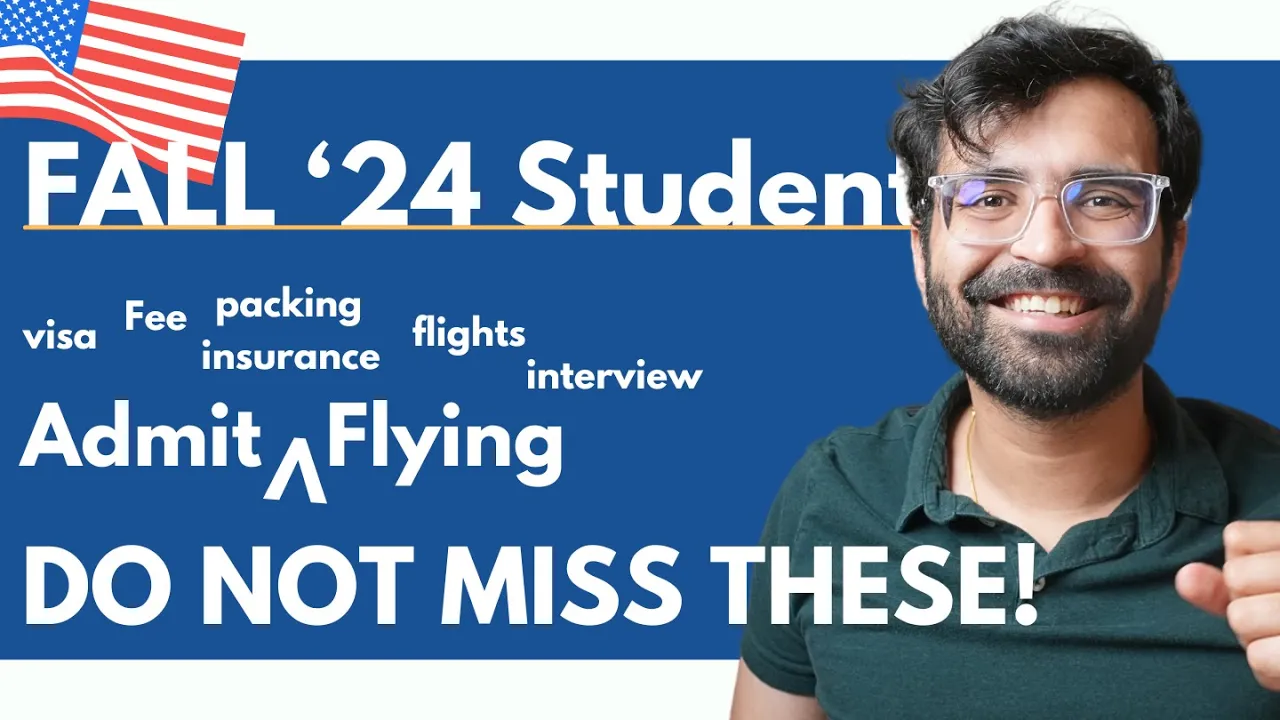 FALL ‘24 Student
visa Fee packing flights
insurance interview
Admit ^ Flying
DO NOT MISS THESE!